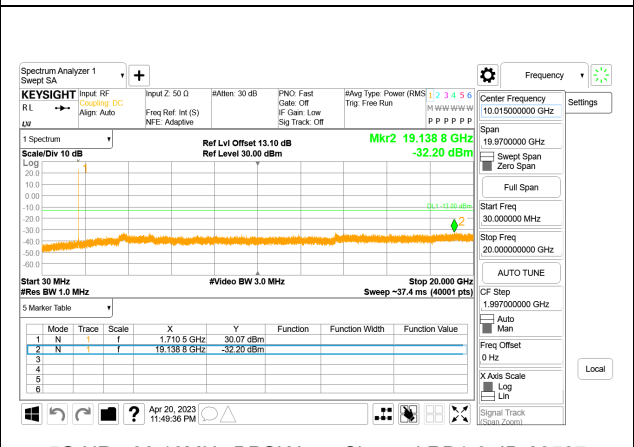 Spectrum Analyzer 1
Swept SA
+
Frequency
KEYSIGHT
RL
Input: RF
Coupling: DC
Align: Auto
Input Z: 50 Ω
Freq Ref: Int (S)
NFE: Adaptive
#Atten: 30 dB
PNO: Fast
Gate: Off
IF Gain: Low
Sig Track: Off
#Avg Type: Power (RMS
Trig: Free Run
1 2 3 4 5 6
M W W W W W
P P P P P P
Center Frequency
10.015000000 GHz
Settings
Span
19.9700000 GHz
Swept Span
Zero Span
Full Span
Start Freq
30.000000 MHz
Stop Freq
20.00000000 GHz
AUTO TUNE
CF Step
1.997000000 GHz
Auto
Man
Freq Offset
0 Hz
X Axis Scale
Log
Lin
Signal Track
(Span Zoom)
Local
1 Spectrum
Scale/Div 10 dB
Ref Lvl Offset 13.10 dB
Ref Level 30.00 dBm
Mkr2 19.138 8 GHz
-32.20 dBm
Log
20.0
10.0
0.00
-10.0
-20.0
-30.0
-40.0
-50.0
-60.0
1
DL1 -13.00 dBm
2
Start 30 MHz
#Res BW 1.0 MHz
#Video BW 3.0 MHz
Stop 20.000 GHz
Sweep ~37.4 ms (40001 pts)
5 Marker Table
Mode Trace Scale X Y Function Function Width Function Value
1 N 1 f 1.710 5 GHz 30.07 dBm
2 N 1 f 19.138 8 GHz -32.20 dBm
3
4
5
6
?
Apr 20, 2023
11:49:36 PM